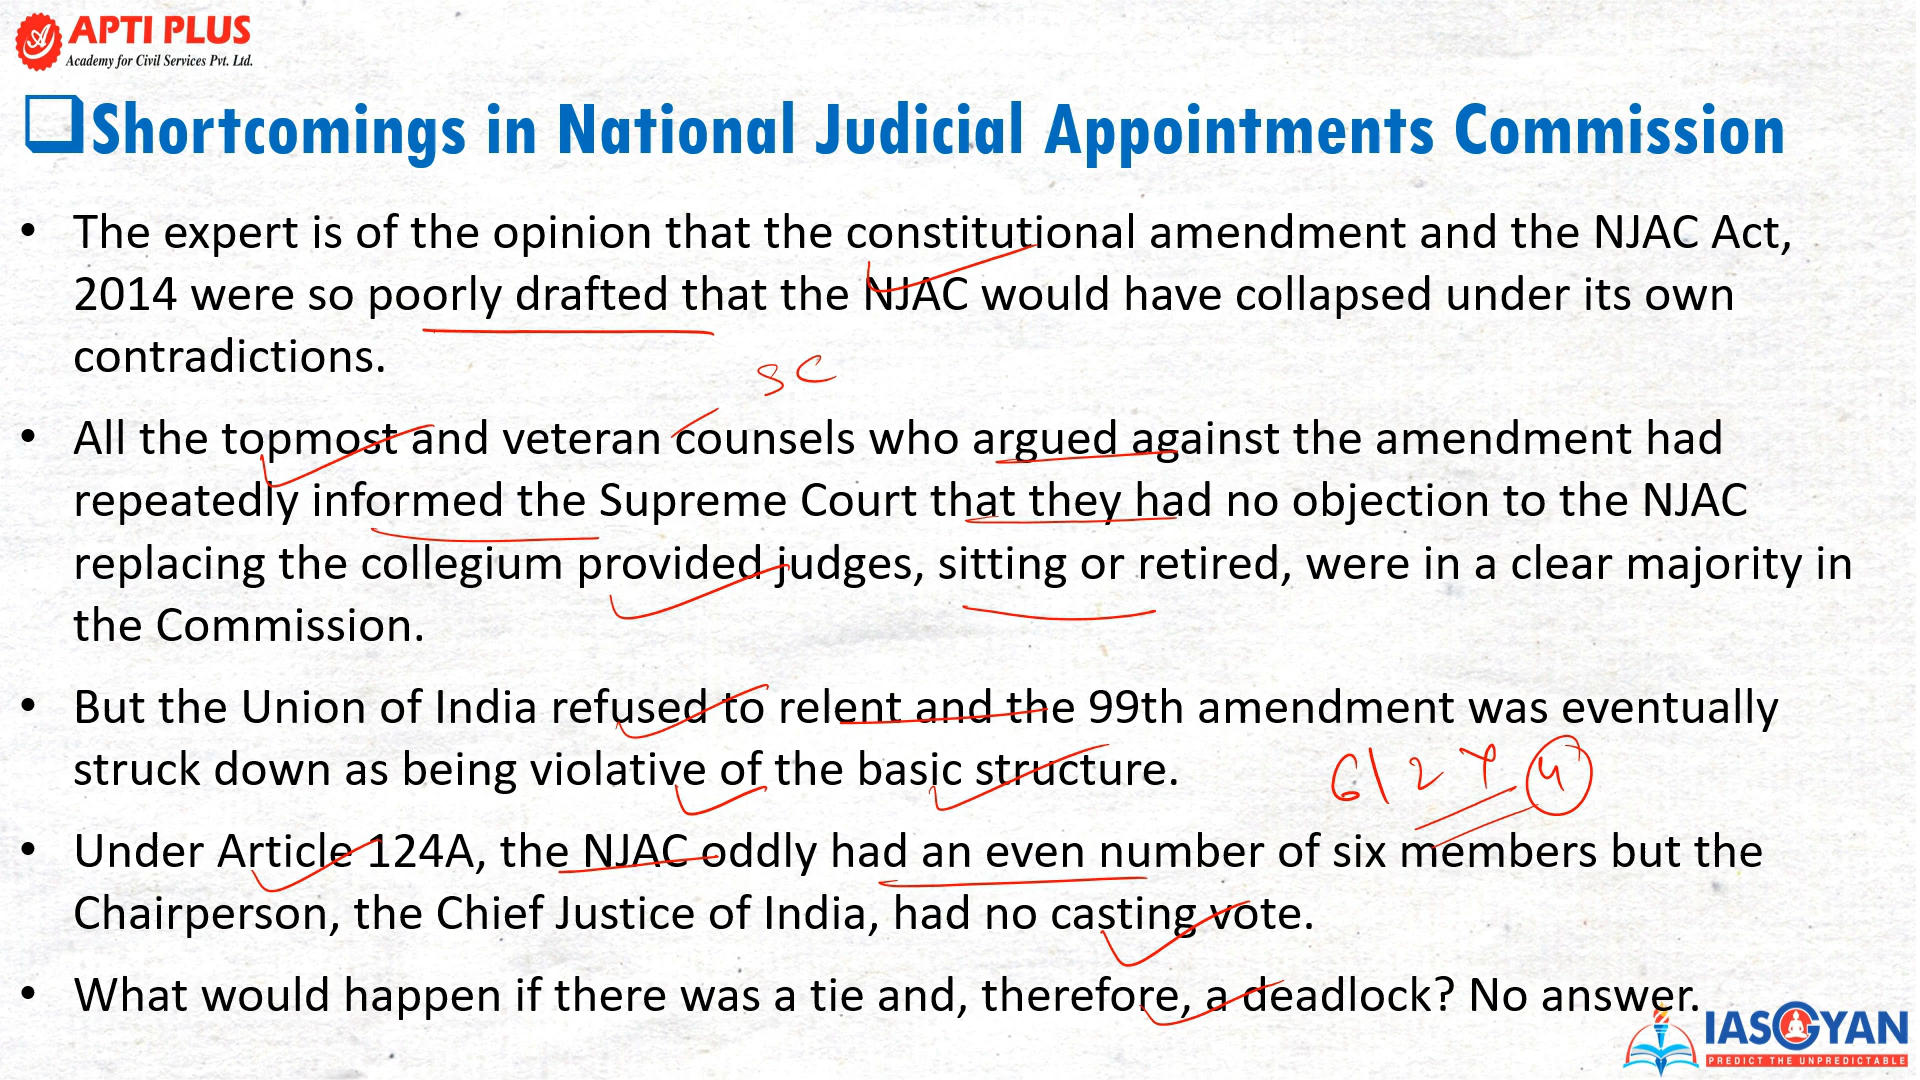 APTI PLUS
Academy for Civil Services Pvt. Ltd.
Shortcomings in National Judicial Appointments Commission
• The expert is of the opinion that the constitutional amendment and the NJAC Act,
2014 were so poorly drafted that the NJAC would have collapsed under its own
contradictions.
SC
• All the topmost and veteran counsels who argued against the amendment had
repeatedly informed the Supreme Court that they had no objection to the NJAC
replacing the collegium provided judges, sitting or retired, were in a clear majority in
the Commission.
• But the Union of India refused to relent and the 99th amendment was eventually
struck down as being violative of the basic structure.
• Under Article 124A, the NJAC oddly had an even number of six members but the
Chairperson, the Chief Justice of India, had no casting vote.
• What would happen if there was a tie and, therefore, a deadlock? No answer.
IASGYAN
PREDICT THE UNPREDICTABLE